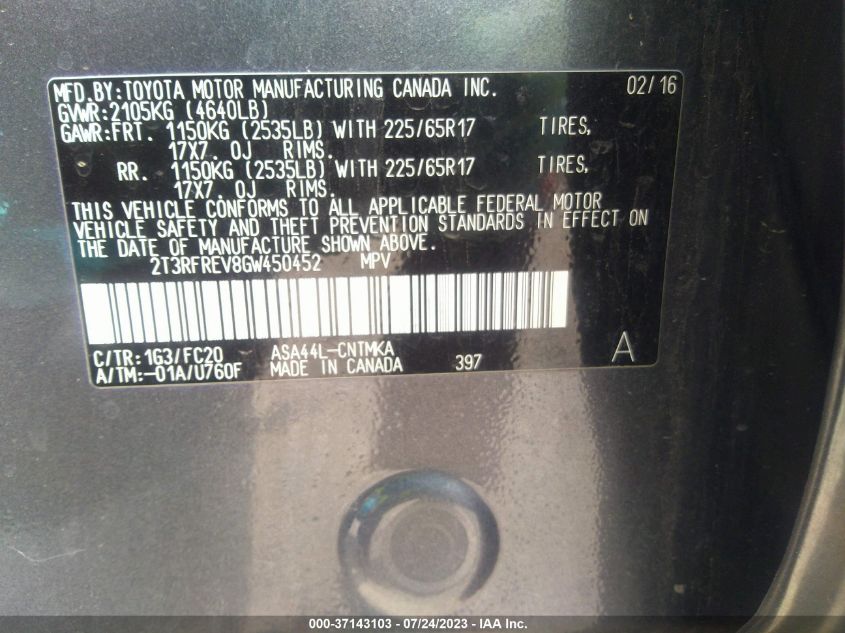 MFD.BY:TOYOTA MOTOR MANUFACTURING CANADA INC. 02/16
GVWR:2105KG (4640LB)
GAWR:FRT. 1150KG (2535LB) WITH 225/65R17 TIRES,
17X7.0J RIMS.
RR. 1150KG (2535LB) WITH 225/65R17 TIRES,
17X7.0J RIMS.
THIS VEHICLE CONFORMS TO ALL APPLICABLE FEDERAL MOTOR
VEHICLE SAFETY AND THEFT PREVENTION STANDARDS IN EFFECT ON
THE DATE OF MANUFACTURE SHOWN ABOVE.
2T3RFREV8GW450452 MPV
C/TR:1G3/FC20 ASA44L-CNTMKA
A/TM:-01A/U760F MADE IN CANADA 397 A
000-37143103 - 07/24/2023 - IAA Inc.